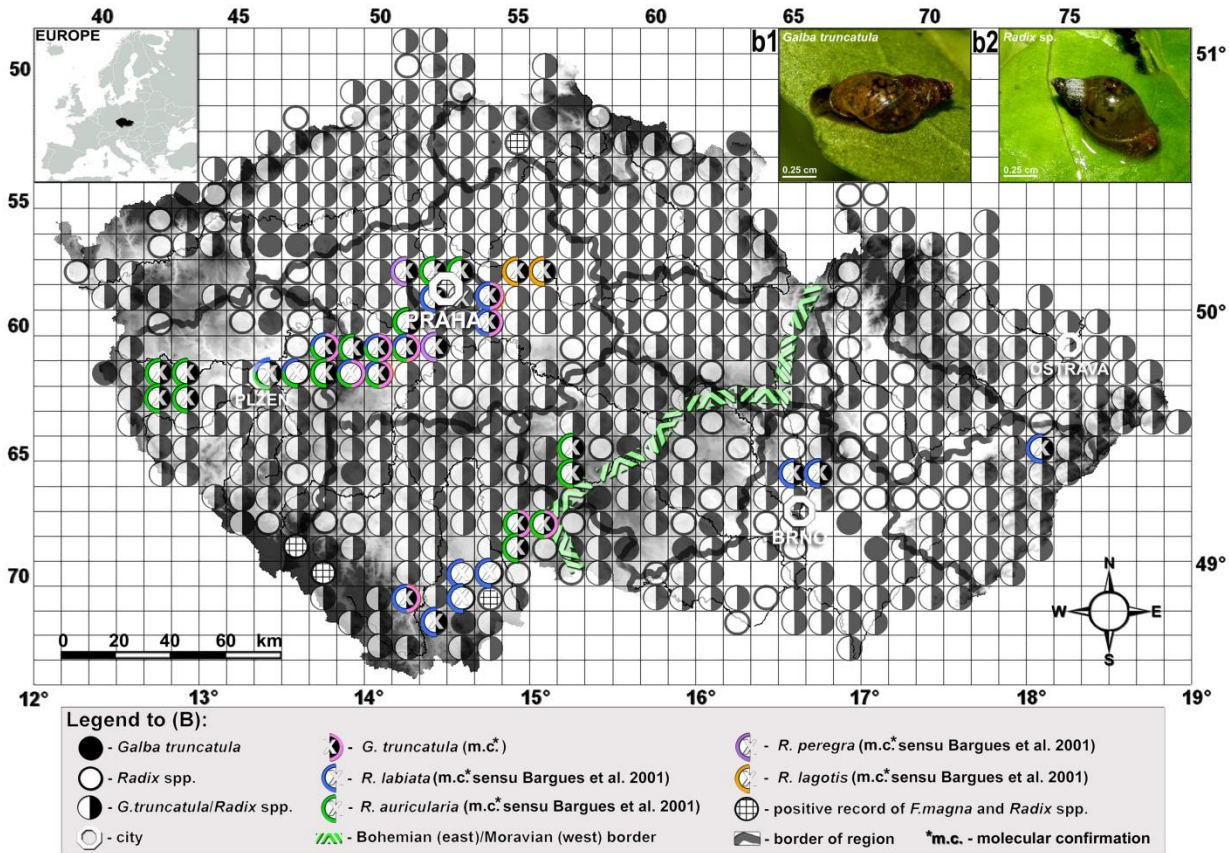 40 45 50 55 60 65 70 75
EUROPE
b1 Galba truncatula
0.25 cm
b2 Radix sp.
0.25 cm
50 51°
55
60 50°
65
70 49°
PRAHA
PLZEŇ
OSTRAVA
BRNO
N
W E
S
0 20 40 60 km
12° 13 14 15 16 17 18 19°
Legend to (B):
- Galba truncatula
- Radix spp.
- G.truncatula/Radix spp.
- city
- G. truncatula (m.c.*)
- R. labiata (m.c.* sensu Bargues et al. 2001)
- R. auricularia (m.c.* sensu Bargues et al. 2001)
- Bohemian (east)/Moravian (west) border
- R. peregra (m.c.* sensu Bargues et al. 2001)
- R. lagotis (m.c.* sensu Bargues et al. 2001)
- positive record of F.magna and Radix spp.
- border of region *m.c. - molecular confirmation